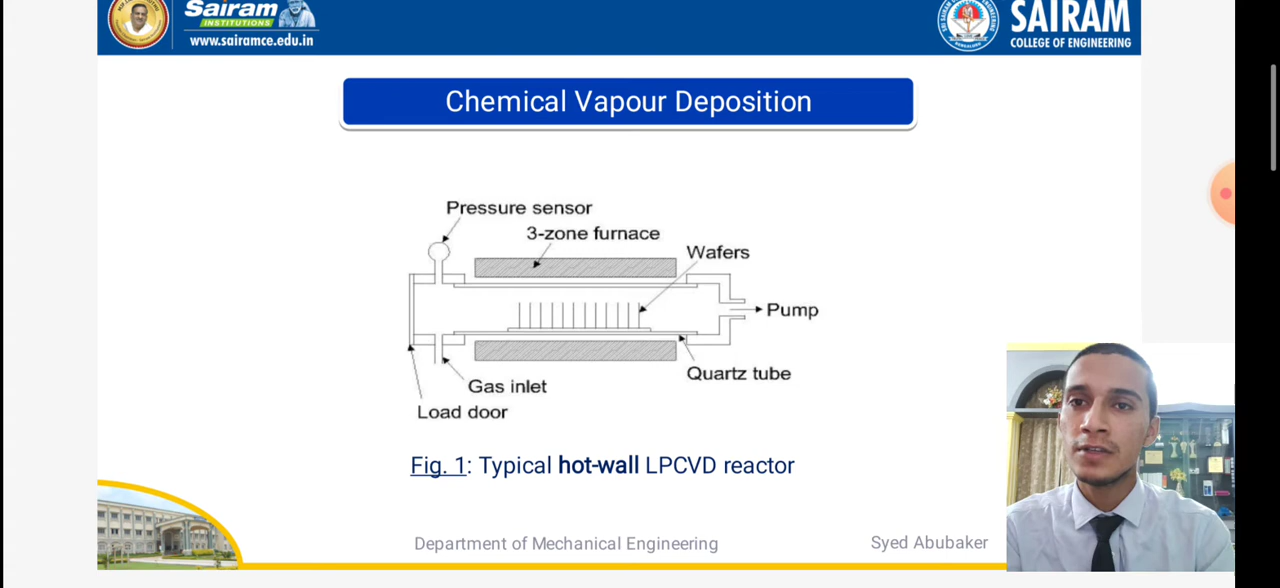 Sairam
INSTITUTIONS
www.sairamce.edu.in
SAIRAM
COLLEGE OF ENGINEERING
Chemical Vapour Deposition
Pressure sensor
3-zone furnace
Wafers
Pump
Quartz tube
Gas inlet
Load door
Fig. 1: Typical hot-wall LPCVD reactor
Department of Mechanical Engineering
Syed Abubaker